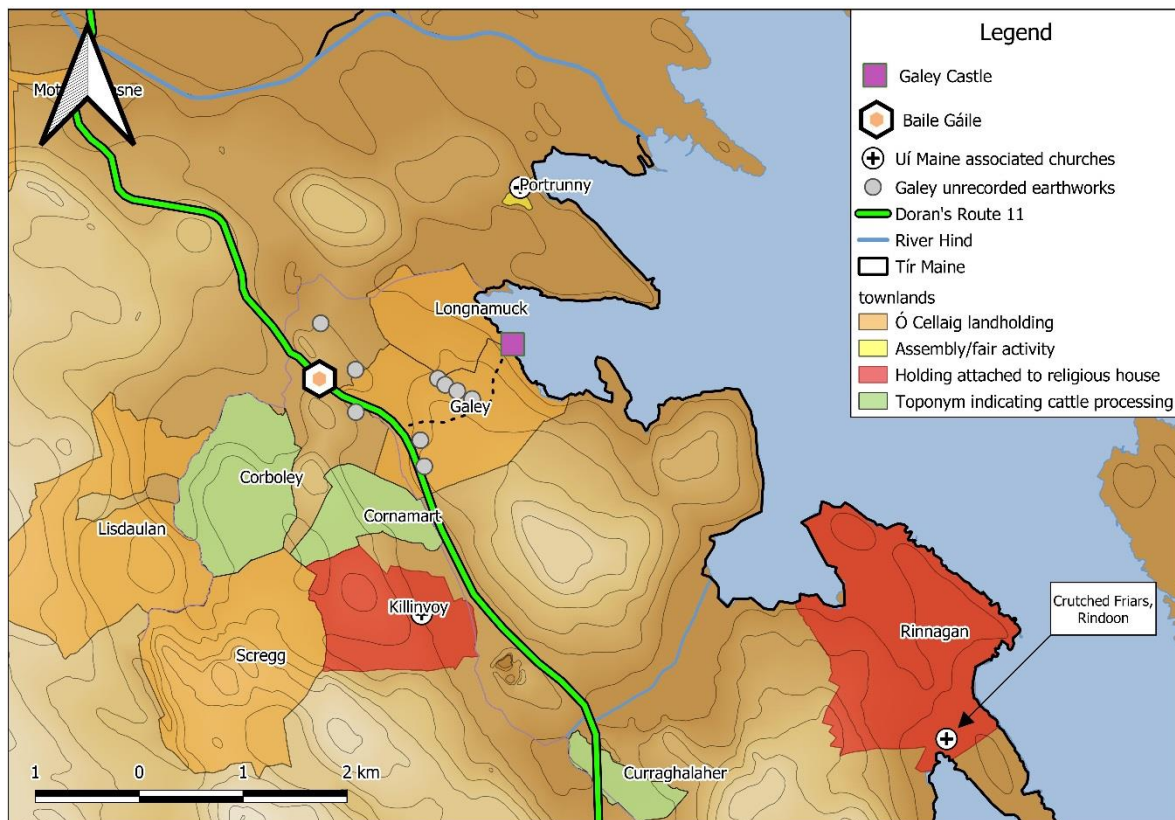 Legend
Galey Castle
Baile Gáile
Uí Maine associated churches
Galey unrecorded earthworks
Doran's Route 11
River Hind
Tír Maine
townlands
Ó Cellaig landholding
Assembly/fair activity
Holding attached to religious house
Toponym indicating cattle processing
Portrunny
Longnamuck
Galey
Corboley
Cornamart
Lisdaulan
Killinvoy
Scregg
Rinnagan
Crutched Friars,
Rindoon
Curraghalaher
1 0 1 2 km